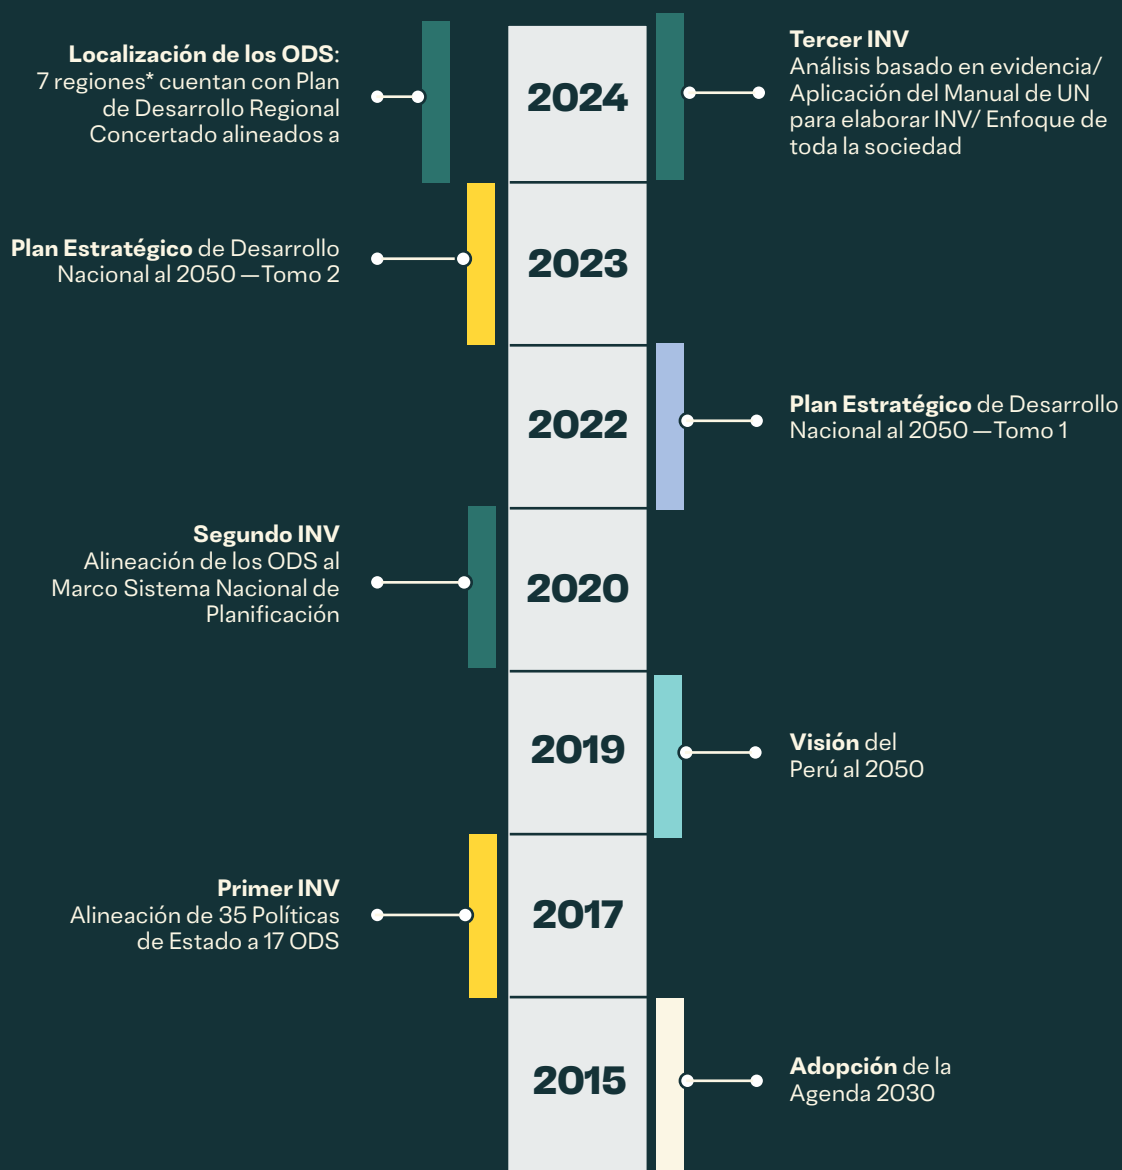 Localización de los ODS:
7 regiones* cuentan con Plan
de Desarrollo Regional
Concertado alineados a
2024
Tercer INV
Análisis basado en evidencia/
Aplicación del Manual de UN
para elaborar INV/ Enfoque de
toda la sociedad
Plan Estratégico de Desarrollo
Nacional al 2050 —Tomo 2
2023
2022
Plan Estratégico de Desarrollo
Nacional al 2050 —Tomo 1
Segundo INV
Alineación de los ODS al
Marco Sistema Nacional de
Planificación
2020
2019
Visión del
Perú al 2050
Primer INV
Alineación de 35 Políticas
de Estado a 17 ODS
2017
2015
Adopción de la
Agenda 2030